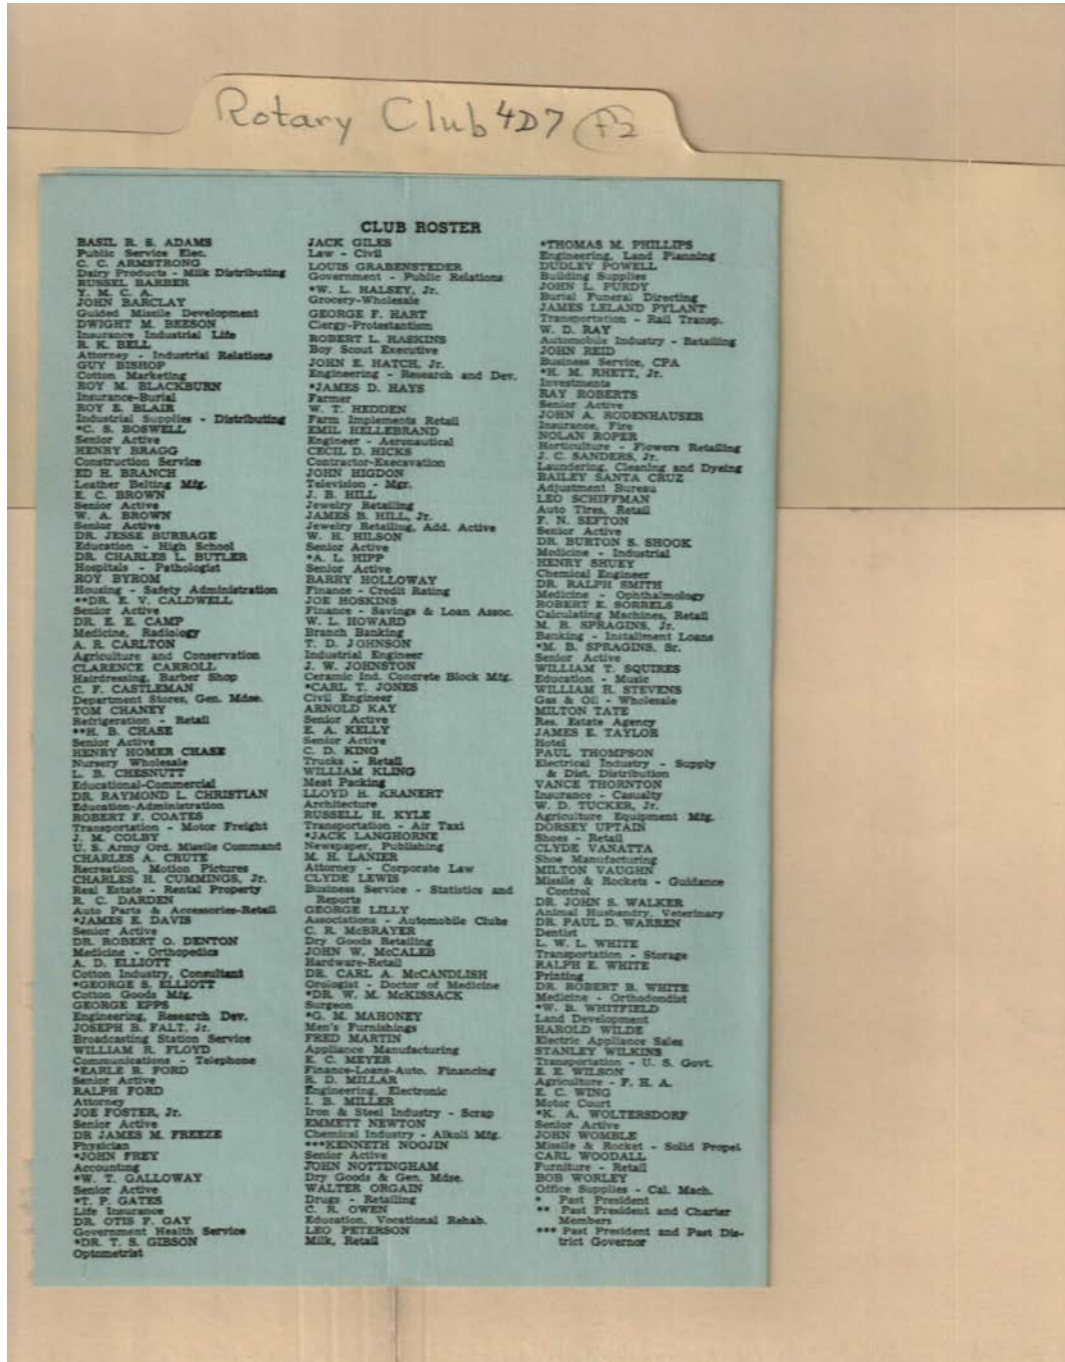 Rotary Club 4D7 F2
CLUB ROSTER
BASIL R. S. ADAMS
Public Service Elec.
C. C. ARMSTRONG
Dairy Products - Milk Distributing
RUSSEL BARBER
Y. M. C. A.
JOHN BARCLAY
Guided Missile Development
DWIGHT M. BEESON
Insurance Industrial Life
R. K. BELL
Attorney - Industrial Relations
GUY BISHOP
Cotton Marketing
ROY M. BLACKBURN
Insurance-Burial
ROY E. BLAIR
Industrial Supplies - Distributing
*C. S. BOSWELL
Senior Active
HENRY BRAGG
Construction Service
ED H. BRANCH
Leather Belting Mfg.
E. C. BROWN
Senior Active
W. A. BROWN
Senior Active
DR. JESSE BURRAGE
Education - High School
DR. CHARLES L. BUTLER
Hospitals - Pathologist
ROY BYROM
Housing - Safety Administration
**DR. E. V. CALDWELL
Senior Active
DR. E. E. CAMP
Medicine, Radiology
A. R. CARLTON
Agriculture and Conservation
CLARENCE CARROLL
Hairdressing, Barber Shop
C. F. CASTLEMAN
Department Stores, Gen. Mdse.
TOM CHANEY
Refrigeration - Retail
**H. B. CHASE
Senior Active
HENRY HOMER CHASE
Nursery Wholesale
L. B. CHESNUTT
Educational-Commercial
DR. RAYMOND L. CHRISTIAN
Education-Administration
ROBERT F. COATES
Transportation - Motor Freight
J. M. COLBY
U. S. Army Ord. Missile Command
CHARLES A. CRUTE
Recreation, Motion Pictures
CHARLES H. CUMMINGS, Jr.
Real Estate - Rental Property
R. C. DARDEN
Auto Parts & Accessories-Retail
*JAMES E. DAVIS
Senior Active
DR. ROBERT O. DENTON
Medicine - Orthopedics
A. D. ELLIOTT
Cotton Industry, Consultant
*GEORGE S. ELLIOTT
Cotton Goods Mfg.
GEORGE EPPS
Engineering, Research Dev.
JOSEPH B. FALT, Jr.
Broadcasting Station Service
WILLIAM R. FLOYD
Communications - Telephone
*EARLE R. FORD
Senior Active
RALPH FORD
Attorney
JOE FOSTER, Jr.
Senior Active
DR JAMES M. FREEZE
Physician
*JOHN FREY
Accounting
*W. T. GALLOWAY
Senior Active
*T. P. GATES
Life Insurance
DR. OTIS F. GAY
Government Health Service
*DR. T. S. GIBSON
Optometrist
JACK GILES
Law - Civil
LOUIS GRABENSTEDER
Government - Public Relations
*W. L. HALSEY, Jr.
Grocery-Wholesale
GEORGE F. HART
Clergy-Protestantism
ROBERT L. HASKINS
Boy Scout Executive
JOHN E. HATCH, Jr.
Engineering - Research and Dev.
*JAMES D. HAYS
Farmer
W. T. HEDDEN
Farm Implements Retail
EMIL HELLEBRAND
Engineer - Aeronautical
CECIL D. HICKS
Contractor-Execavation
JOHN HIGDON
Television - Mgr.
J. B. HILL
Jewelry Retailing
JAMES B. HILL, Jr.
Jewelry Retailing, Add. Active
W. H. HILSON
Senior Active
*A. L. HIPP
Senior Active
BARRY HOLLOWAY
Finance - Credit Rating
JOE HOSKINS
Finance - Savings & Loan Assoc.
W. L. HOWARD
Branch Banking
T. D. JOHNSON
Industrial Engineer
J. W. JOHNSTON
Ceramic Ind. Concrete Block Mfg.
*CARL T. JONES
Civil Engineer
ARNOLD KAY
Senior Active
E. A. KELLY
Senior Active
C. D. KING
Trucks - Retail
WILLIAM KLING
Meat Packing
LLOYD H. KRANERT
Architecture
RUSSELL H. KYLE
Transportation - Air Taxi
*JACK LANGHORNE
Newspaper, Publishing
M. H. LANIER
Attorney - Corporate Law
CLYDE LEWIS
Business Service - Statistics and
Reports
GEORGE LILLY
Associations - Automobile Clubs
C. R. McBRAYER
Dry Goods Retailing
JOHN W. McCALEB
Hardware-Retail
DR. CARL A. McCANDLISH
Orologist - Doctor of Medicine
*DR. W. M. McKISSACK
Surgeon
*G. M. MAHONEY
Men's Furnishings
FRED MARTIN
Appliance Manufacturing
E. C. MEYER
Finance-Loans-Auto. Financing
R. D. MILLAR
Engineering, Electronic
I. B. MILLER
Iron & Steel Industry - Scrap
EMMETT NEWTON
Chemical Industry - Alkoli Mfg.
***KENNETH NOOJIN
Senior Active
JOHN NOTTINGHAM
Dry Goods & Gen. Mdse.
WALTER ORGAIN
Drugs - Retailing
C. R. OWEN
Education, Vocational Rehab.
LEO PETERSON
Milk, Retail
*THOMAS M. PHILLIPS
Engineering, Land Planning
DUDLEY POWELL
Building Supplies
JOHN L. PURDY
Burial Funeral Directing
JAMES LELAND PYLANT
Transportation - Rail Transp.
W. D. RAY
Automobile Industry - Retailing
JOHN REID
Business Service, CPA
*H. M. RHETT, Jr.
Investments
RAY ROBERTS
Senior Active
JOHN A. RODENHAUSER
Insurance, Fire
NOLAN ROPER
Horticulture - Flowers Retailing
J. C. SANDERS, Jr.
Laundering, Cleaning and Dyeing
BAILEY SANTA CRUZ
Adjustment Bureau
LEO SCHIFFMAN
Auto Tires, Retail
F. N. SEFTON
Senior Active
DR. BURTON S. SHOOK
Medicine - Industrial
HENRY SHUEY
Chemical Engineer
DR. RALPH SMITH
Medicine - Ophthalmology
ROBERT E. SORRELS
Calculating Machines, Retail
M. B. SPRAGINS, Jr.
Banking - Installment Loans
*M. B. SPRAGINS, Sr.
Senior Active
WILLIAM T. SQUIRES
Education - Music
WILLIAM H. STEVENS
Gas & Oil - Wholesale
MILTON TATE
Res. Estate Agency
JAMES E. TAYLOR
Hotel
PAUL THOMPSON
Electrical Industry - Supply
& Dist. Distribution
VANCE THORNTON
Insurance - Casualty
W. D. TUCKER, Jr.
Agriculture Equipment Mfg.
DORSEY UPTAIN
Shoes - Retail
CLYDE VANATTA
Shoe Manufacturing
MILTON VAUGHN
Missile & Rockets - Guidance
Control
DR. JOHN S. WALKER
Animal Husbandry, Veterinary
DR. PAUL D. WARREN
Dentist
L. W. L. WHITE
Transportation - Storage
RALPH E. WHITE
Printing
DR. ROBERT B. WHITE
Medicine - Orthodondist
*W. B. WHITFIELD
Land Development
HAROLD WILDE
Electric Appliance Sales
STANLEY WILKINS
Transportation - U. S. Govt.
E. E. WILSON
Agriculture - F. H. A.
E. C. WING
Motor Court
*K. A. WOLTERSDORF
Senior Active
JOHN WOMBLE
Missile & Rocket - Solid Propel
CARL WOODALL
Furniture - Retail
BOB WORLEY
Office Supplies - Cal. Mach.
* Past President
** Past President and Charter
Members
*** Past President and Past Dis-
trict Governor